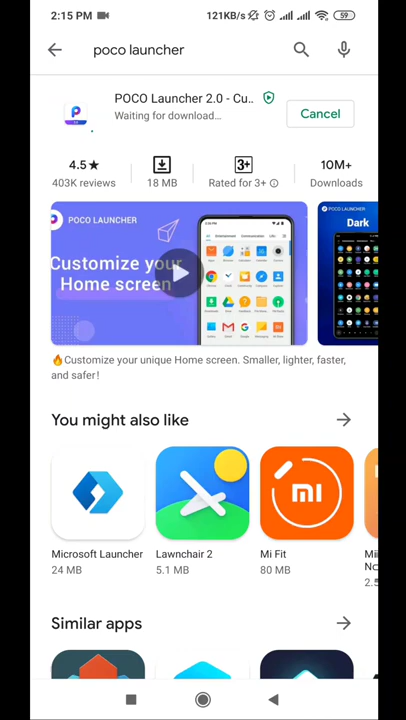 2:15 PM
121KB/s
59
poco launcher
POCO Launcher 2.0 - Cu..
Waiting for download...
Cancel
4.5★
403K reviews
18 MB
3+
Rated for 3+
10M+
Downloads
POCO LAUNCHER
Customize your
Home screen
POCO LAUNCHER
Dark
🔥Customize your unique Home screen. Smaller, lighter, faster,
and safer!
You might also like
Microsoft Launcher
24 MB
Lawnchair 2
5.1 MB
Mi Fit
80 MB
Similar apps